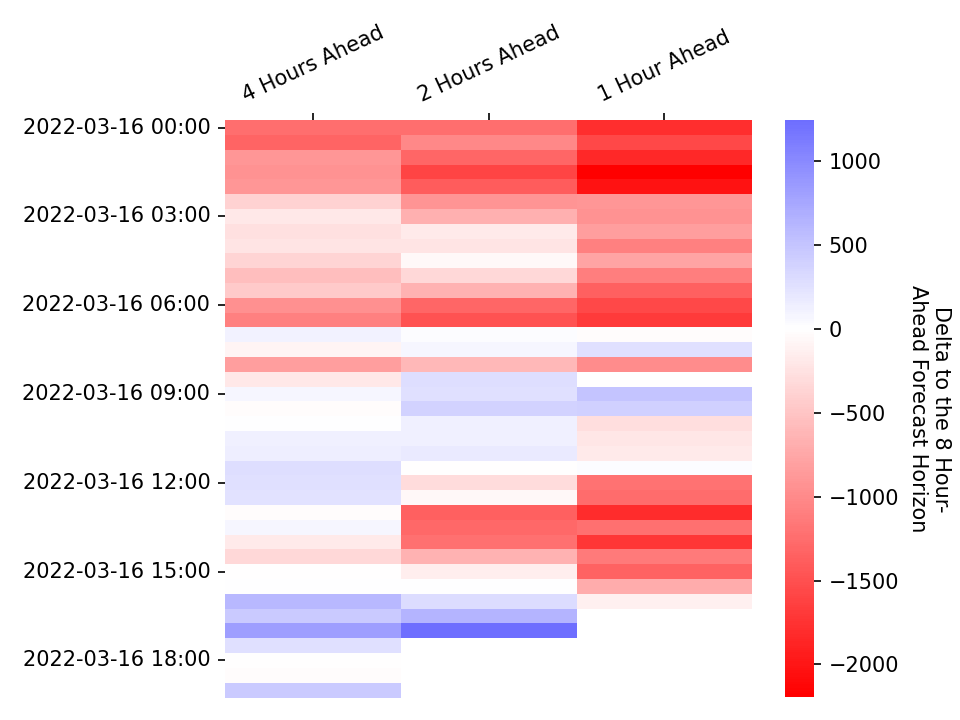 4 Hours Ahead
2 Hours Ahead
1 Hour Ahead
2022-03-16 00:00
2022-03-16 03:00
2022-03-16 06:00
2022-03-16 09:00
2022-03-16 12:00
2022-03-16 15:00
2022-03-16 18:00
1000
500
0
−500
−1000
−1500
−2000
Delta to the 8 Hour-
Ahead Forecast Horizon